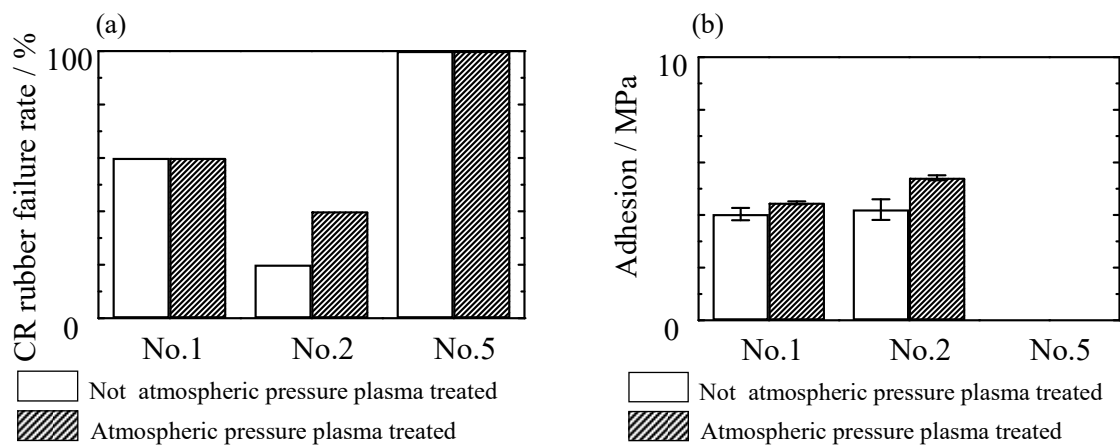 (a)
100
CR rubber failure rate / %
0
No.1 No.2 No.5
Not atmospheric pressure plasma treated
Atmospheric pressure plasma treated
(b)
10
Adhesion / MPa
0
No.1 No.2 No.5
Not atmospheric pressure plasma treated
Atmospheric pressure plasma treated